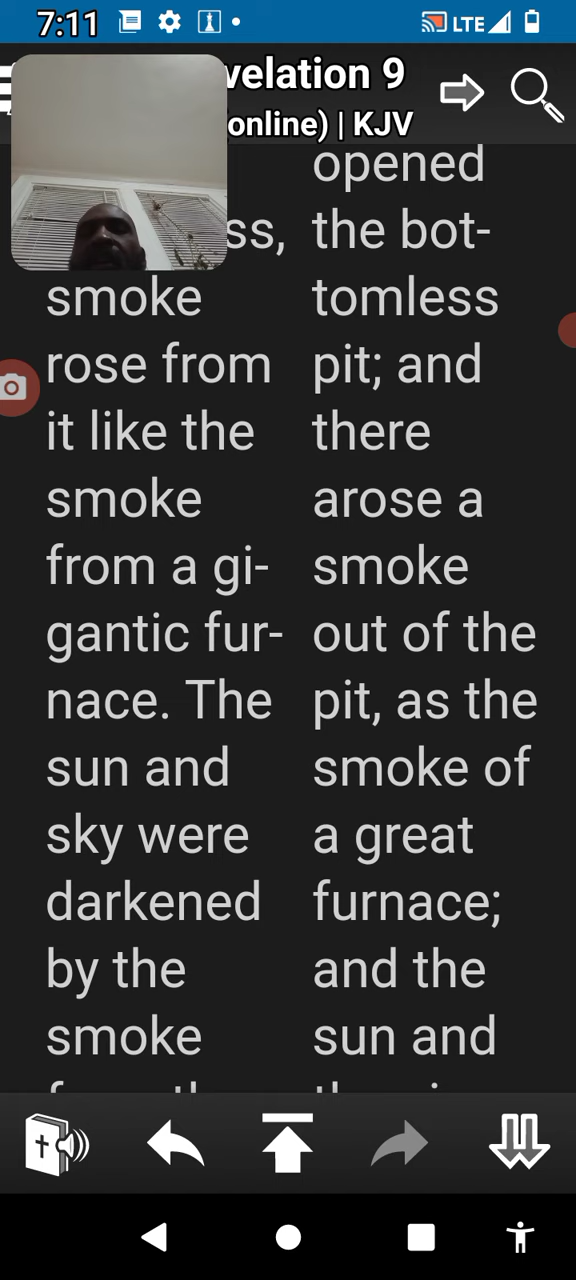 7:11
LTE
velation 9
online) | KJV
ss,
smoke
rose from
it like the
smoke
from a gi-
gantic fur-
nace. The
sun and
sky were
darkened
by the
smoke
opened
the bot-
tomless
pit; and
there
arose a
smoke
out of the
pit, as the
smoke of
a great
furnace;
and the
sun and